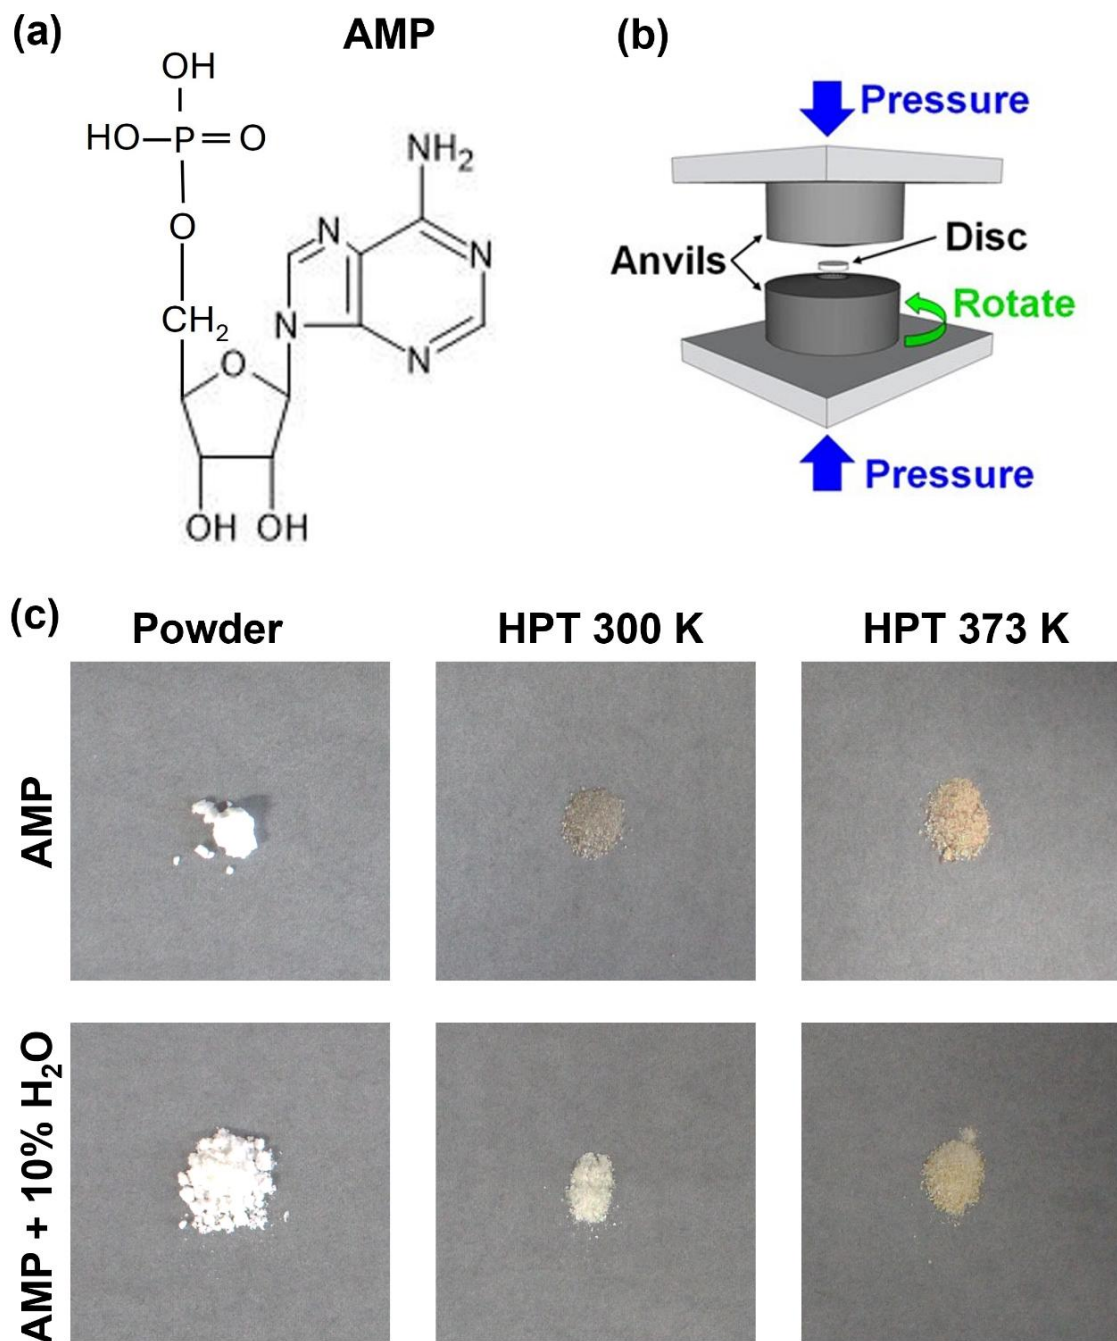 (a)
AMP
OH
HO–P=O
O
CH₂
O
OH OH
N
N
N
N
NH₂
(b)
Pressure
Anvils
Disc
Rotate
Pressure
(c)
Powder
HPT 300 K
HPT 373 K
AMP
AMP + 10% H₂O